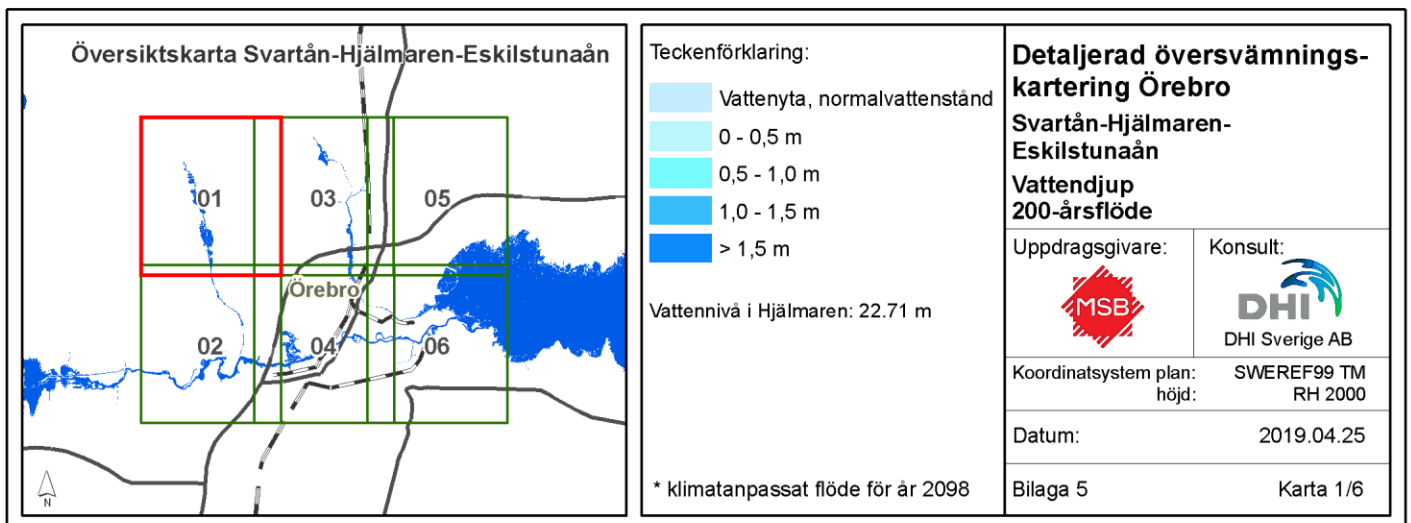 Översiktskarta Svartån-Hjälmaren-Eskilstunaån
01
03
05
Örebro
02
04
06
N
Teckenförklaring:
Vattenyta, normalvattenstånd
0 - 0,5 m
0,5 - 1,0 m
1,0 - 1,5 m
> 1,5 m
Vattennivå i Hjälmaren: 22.71 m
* klimatanpassat flöde för år 2098
Detaljerad översvämnings-
kartering Örebro
Svartån-Hjälmaren-
Eskilstunaån
Vattendjup
200-årsflöde
Uppdragsgivare:
MSB
Konsult:
DHI
DHI Sverige AB
Koordinatsystem plan: SWEREF99 TM
höjd: RH 2000
Datum: 2019.04.25
Bilaga 5 Karta 1/6